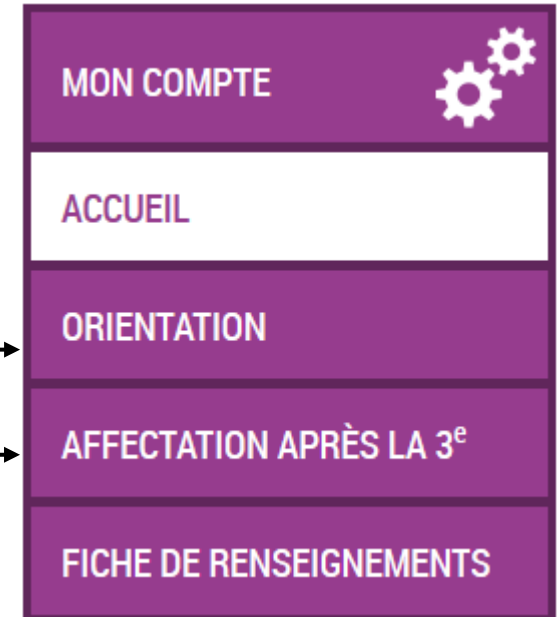 MON COMPTE
ACCUEIL
ORIENTATION
AFFECTATION APRÈS LA 3ᵉ
FICHE DE RENSEIGNEMENTS